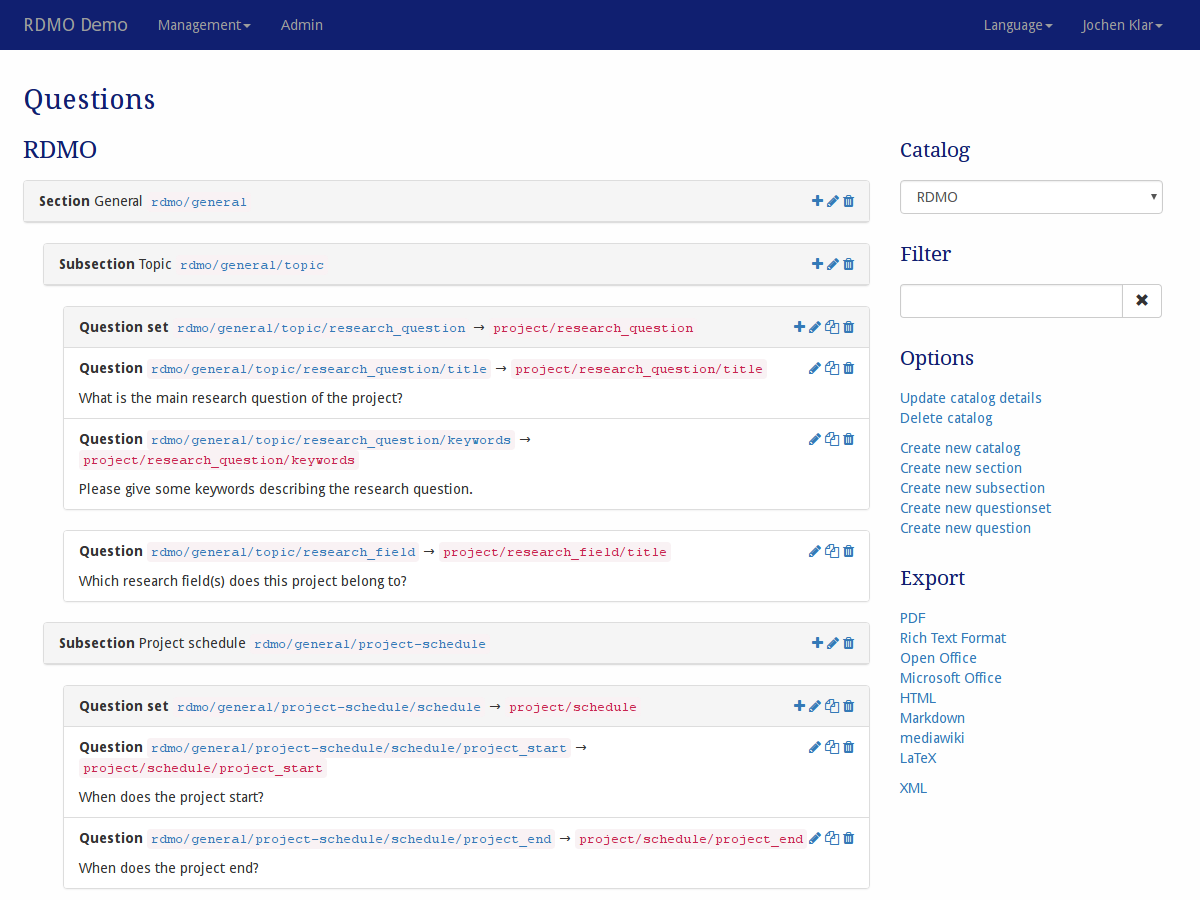 RDMO Demo Management Admin Language Jochen Klar
Questions
RDMO
Section General rdmo/general
Subsection Topic rdmo/general/topic
Question set rdmo/general/topic/research_question → project/research_question
Question rdmo/general/topic/research_question/title → project/research_question/title
What is the main research question of the project?
Question rdmo/general/topic/research_question/keywords →
project/research_question/keywords
Please give some keywords describing the research question.
Question rdmo/general/topic/research_field → project/research_field/title
Which research field(s) does this project belong to?
Subsection Project schedule rdmo/general/project-schedule
Question set rdmo/general/project-schedule/schedule → project/schedule
Question rdmo/general/project-schedule/schedule/project_start →
project/schedule/project_start
When does the project start?
Question rdmo/general/project-schedule/schedule/project_end → project/schedule/project_end
When does the project end?
Catalog
RDMO
Filter
Options
Update catalog details
Delete catalog
Create new catalog
Create new section
Create new subsection
Create new questionset
Create new question
Export
PDF
Rich Text Format
Open Office
Microsoft Office
HTML
Markdown
mediawiki
LaTeX
XML